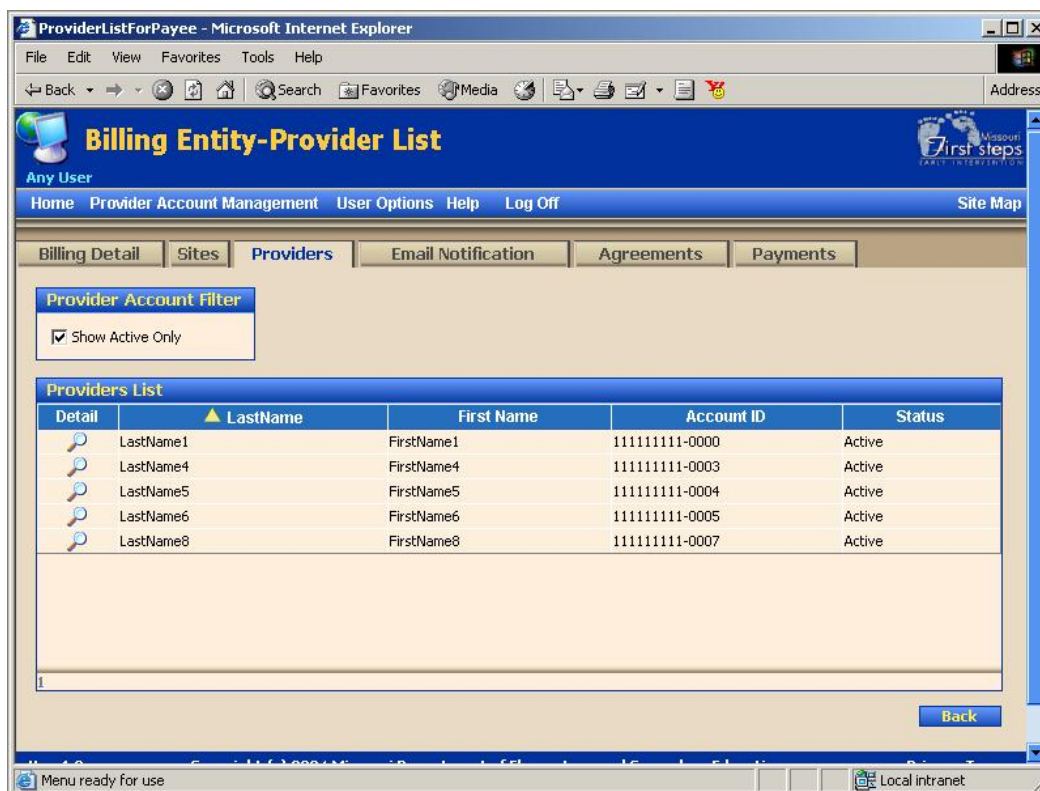 ProviderListForPayee - Microsoft Internet Explorer
File Edit View Favorites Tools Help
Back Search Favorites Media Address
Billing Entity-Provider List
Missouri
First steps
EARLY INTERVENTION
Any User
Home Provider Account Management User Options Help Log Off Site Map
Billing Detail Sites Providers Email Notification Agreements Payments
Provider Account Filter
Show Active Only
Providers List
Detail LastName First Name Account ID Status
LastName1 FirstName1 111111111-0000 Active
LastName4 FirstName4 111111111-0003 Active
LastName5 FirstName5 111111111-0004 Active
LastName6 FirstName6 111111111-0005 Active
LastName8 FirstName8 111111111-0007 Active
1
Back
Menu ready for use Local intranet